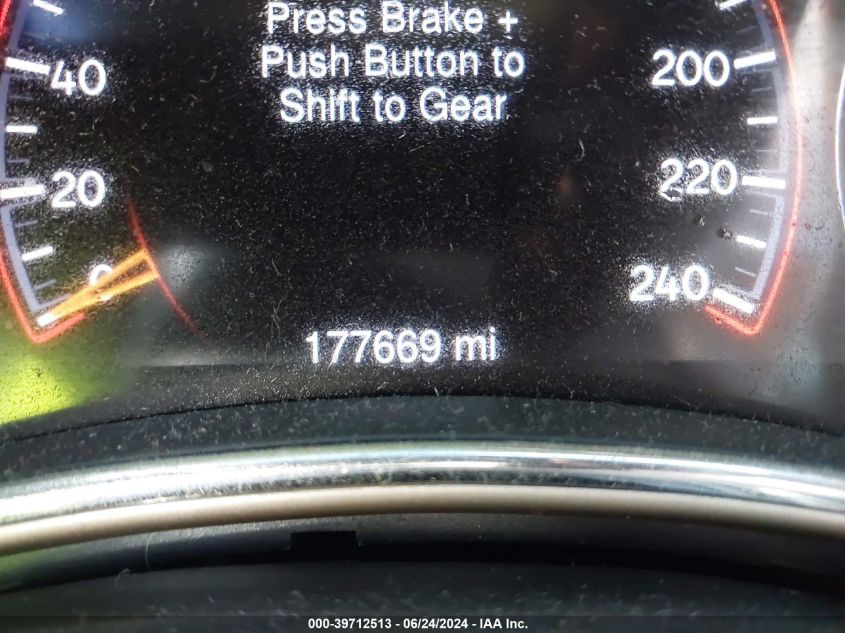 Press Brake +
Push Button to
Shift to Gear
40
20
0
200
220
240
177669 mi
000-39712513 / 06/24/2024 - IAA Inc.